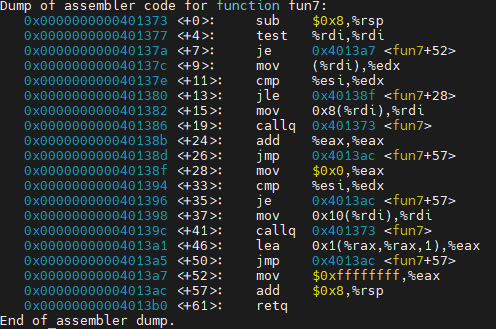 Dump of assembler code for function fun7:
   0x0000000000401373 <+0>:     sub    $0x8,%rsp
   0x0000000000401377 <+4>:     test   %rdi,%rdi
   0x000000000040137a <+7>:     je     0x4013a7 <fun7+52>
   0x000000000040137c <+9>:     mov    (%rdi),%edx
   0x000000000040137e <+11>:    cmp    %esi,%edx
   0x0000000000401380 <+13>:    jle    0x40138f <fun7+28>
   0x0000000000401382 <+15>:    mov    0x8(%rdi),%rdi
   0x0000000000401386 <+19>:    callq  0x401373 <fun7>
   0x000000000040138b <+24>:    add    %eax,%eax
   0x000000000040138d <+26>:    jmp    0x4013ac <fun7+57>
   0x000000000040138f <+28>:    mov    $0x0,%eax
   0x0000000000401394 <+33>:    cmp    %esi,%edx
   0x0000000000401396 <+35>:    je     0x4013ac <fun7+57>
   0x0000000000401398 <+37>:    mov    0x10(%rdi),%rdi
   0x000000000040139c <+41>:    callq  0x401373 <fun7>
   0x00000000004013a1 <+46>:    lea    0x1(%rax,%rax,1),%eax
   0x00000000004013a5 <+50>:    jmp    0x4013ac <fun7+57>
   0x00000000004013a7 <+52>:    mov    $0xffffffff,%eax
   0x00000000004013ac <+57>:    add    $0x8,%rsp
   0x00000000004013b0 <+61>:    retq
End of assembler dump.